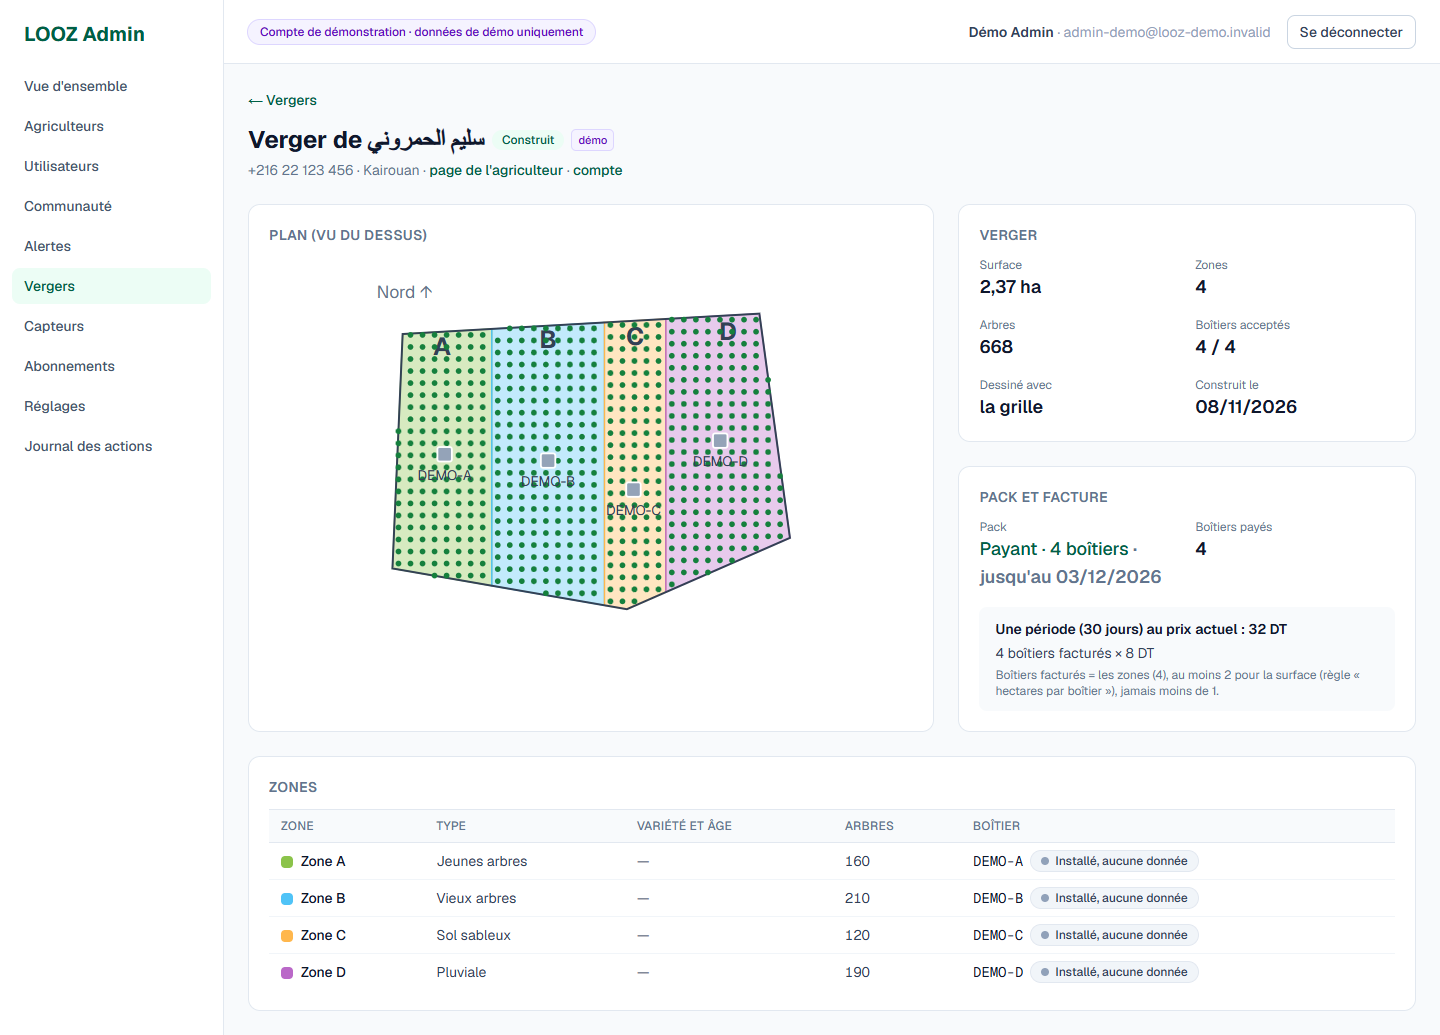 LOOZ Admin
Compte de démonstration · données de démo uniquement
Démo Admin · admin-demo@looz-demo.invalid
Se déconnecter
Vue d'ensemble
Agriculteurs
Utilisateurs
Communauté
Alertes
Vergers
Capteurs
Abonnements
Réglages
Journal des actions
← Vergers
Verger de سليم الحمروني
Construit
démo
+216 22 123 456 · Kairouan · page de l'agriculteur · compte
PLAN (VU DU DESSUS)
Nord ↑
A
B
C
D
DEMO-A
DEMO-B
DEMO-C
DEMO-D
VERGER
Surface
2,37 ha
Zones
4
Arbres
668
Boîtiers acceptés
4 / 4
Dessiné avec
la grille
Construit le
08/11/2026
PACK ET FACTURE
Pack
Payant · 4 boîtiers ·
jusqu'au 03/12/2026
Boîtiers payés
4
Une période (30 jours) au prix actuel : 32 DT
4 boîtiers facturés × 8 DT
Boîtiers facturés = les zones (4), au moins 2 pour la surface (règle «
hectares par boîtier »), jamais moins de 1.
ZONES
ZONE TYPE VARIÉTÉ ET ÂGE ARBRES BOÎTIER
Zone A Jeunes arbres — 160 DEMO-A Installé, aucune donnée
Zone B Vieux arbres — 210 DEMO-B Installé, aucune donnée
Zone C Sol sableux — 120 DEMO-C Installé, aucune donnée
Zone D Pluviale — 190 DEMO-D Installé, aucune donnée